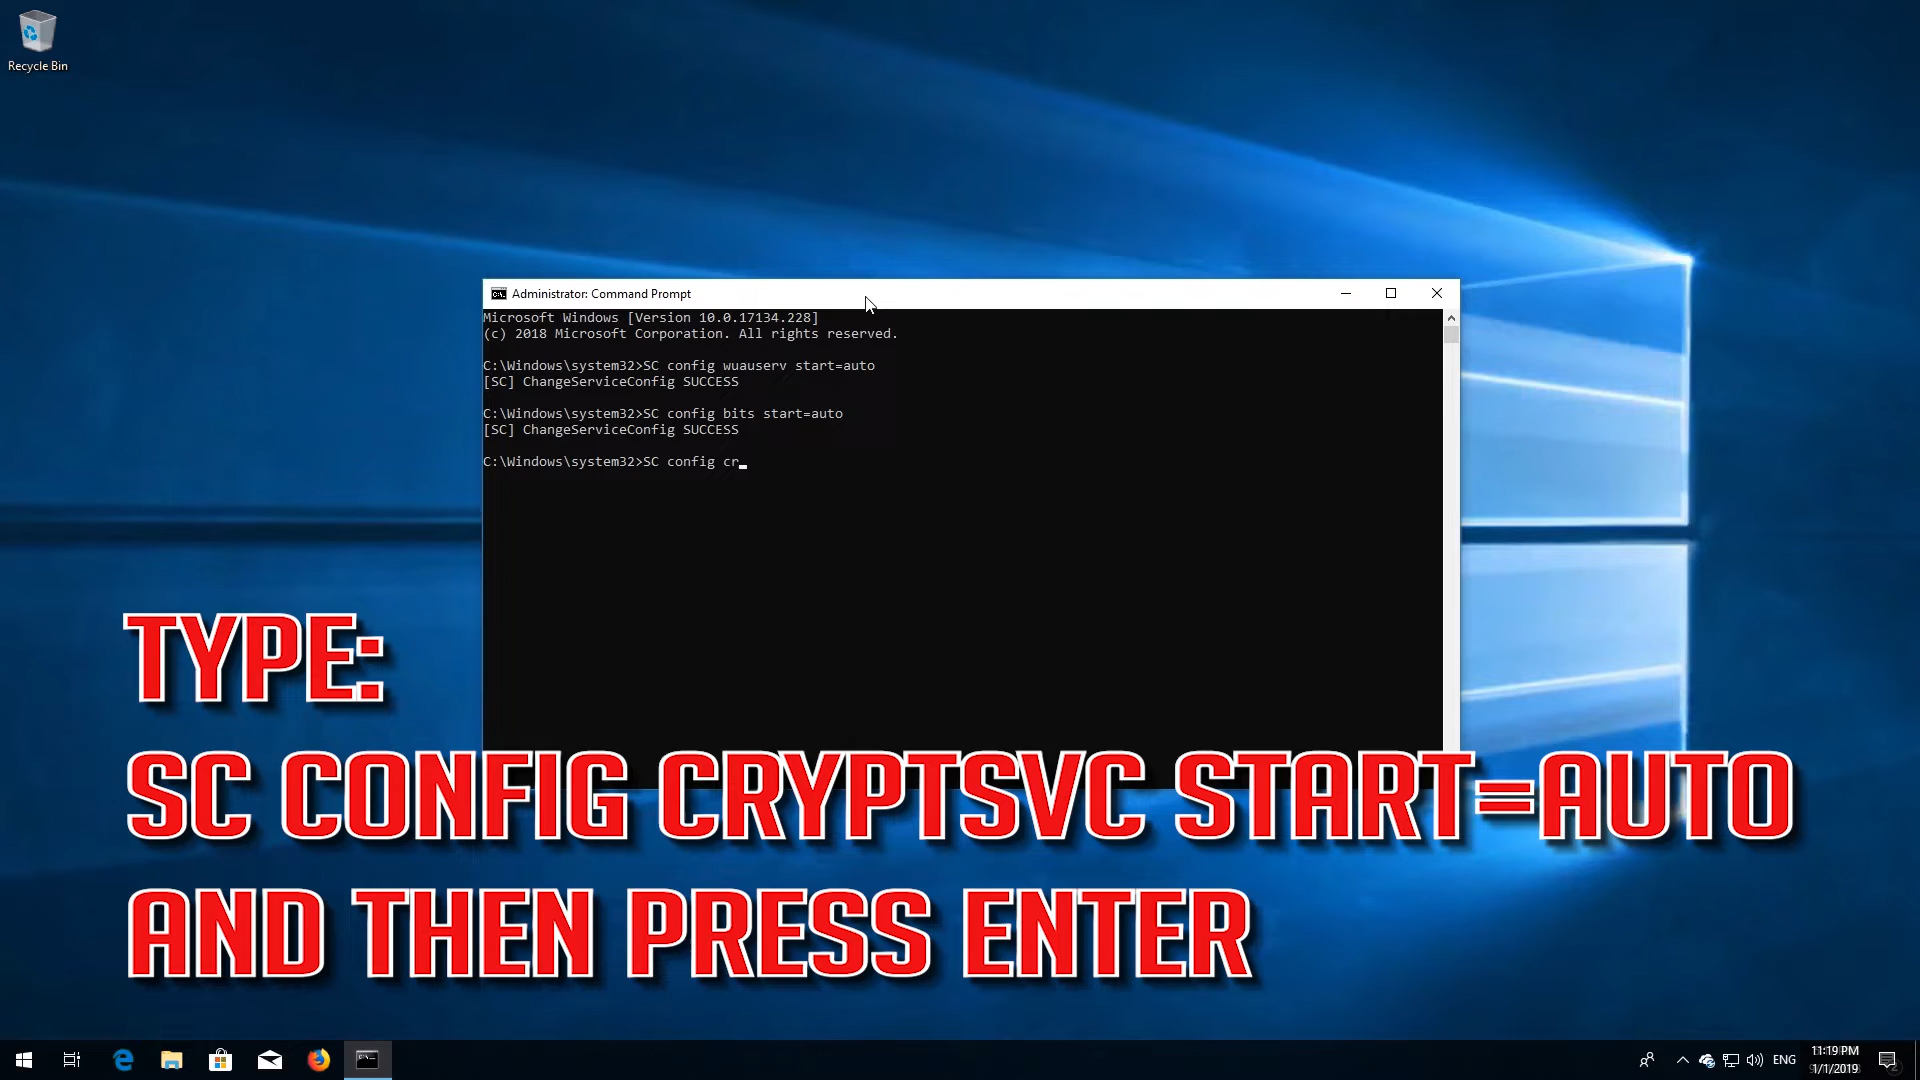 Recycle Bin
Administrator: Command Prompt
Microsoft Windows [Version 10.0.17134.228]
(c) 2018 Microsoft Corporation. All rights reserved.
C:\Windows\system32>SC config wuauserv start=auto
[SC] ChangeServiceConfig SUCCESS
C:\Windows\system32>SC config bits start=auto
[SC] ChangeServiceConfig SUCCESS
C:\Windows\system32>SC config cr
TYPE:
SC CONFIG CRYPTSVC START=AUTO
AND THEN PRESS ENTER
ENG
11:19 PM
1/1/2019